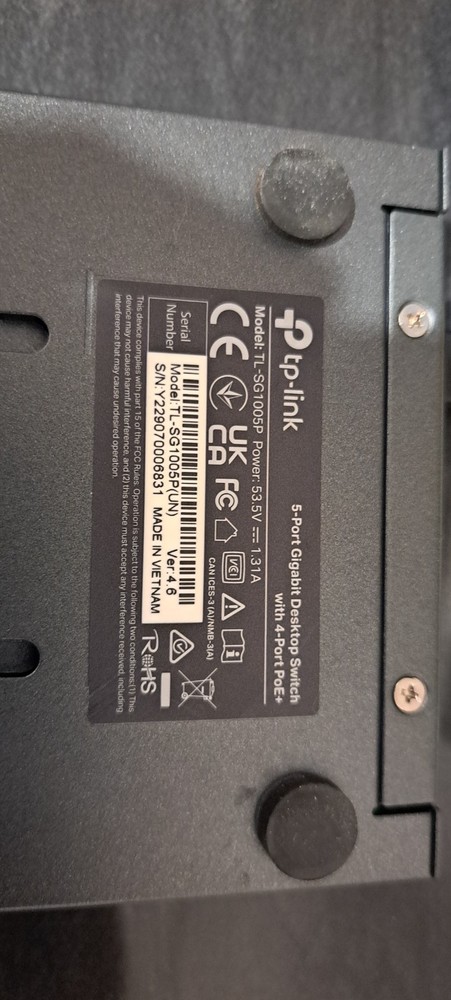 tp-link
5-Port Gigabit Desktop Switch
with 4-Port PoE+
Model: TL-SG1005P Power: 53.5V ⎓ 1.31A
CE UK CA FC VCI
CAN ICES-3 (A)/NMB-3(A)
Serial
Number
Model:TL-SG1005P(UN) Ver:4.6
S/N:Y229070006831 MADE IN VIETNAM
RoHS
This device complies with part 15 of the FCC Rules. Operation is subject to the following two conditions:(1) This
device may not cause harmful interference, and (2) this device must accept any interference received, including
interference that may cause undesired operation.